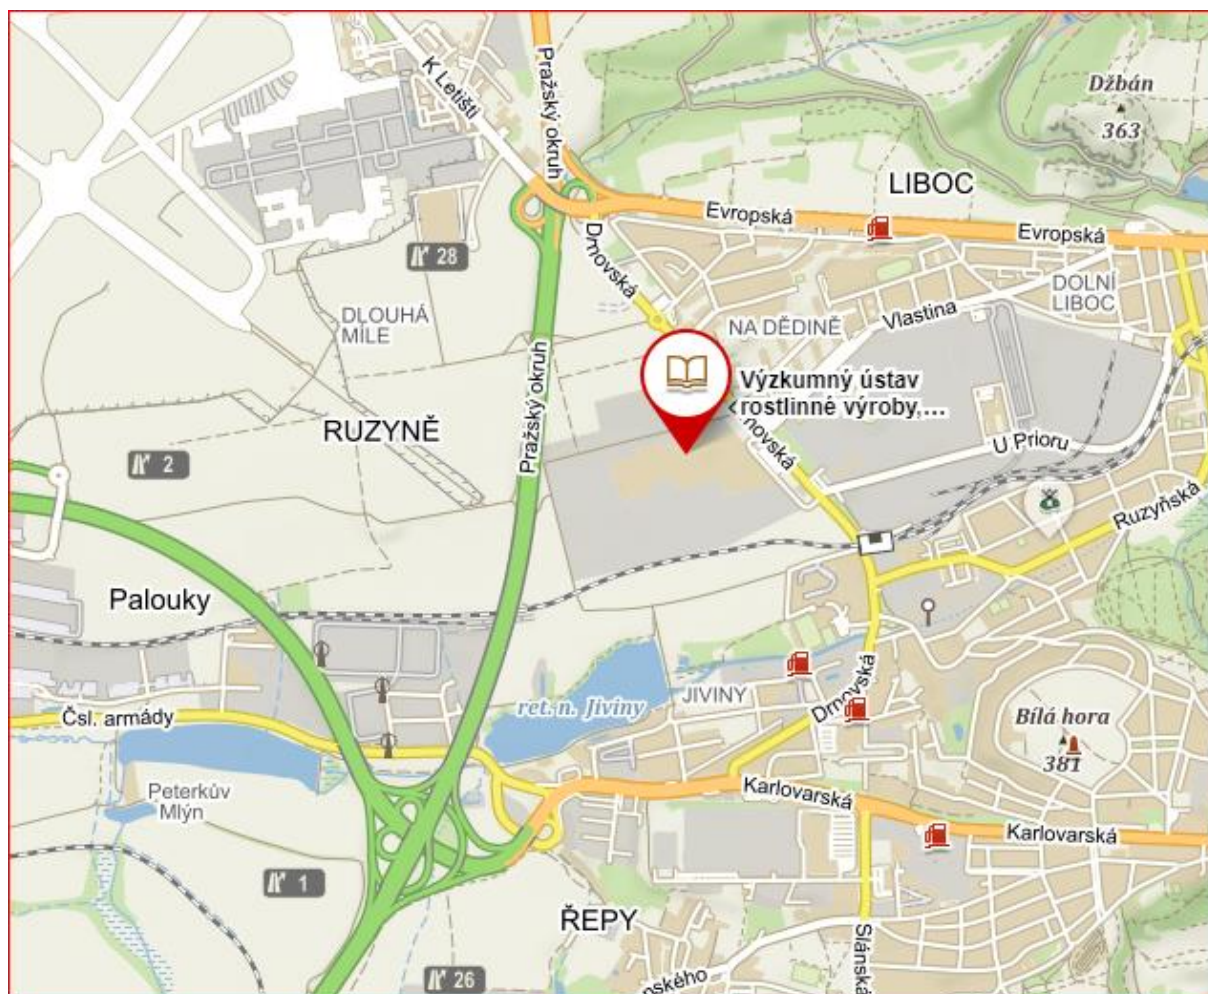 K Letišti
Pražský okruh
Džbán
363
LIBOC
Evropská
Evropská
28
Drnovská
DLOUHÁ
MÍLE
DOLNÍ
LIBOC
Vlastina
NA DĚDINĚ
Pražský okruh
Výzkumný ústav
rostlinné výroby,...
RUZYNĚ
novská
U Prioru
2
Ruzyňská
Palouky
JIVINY
Drnovská
ret. n. Jiviny
Čsl. armády
Bílá hora
381
Peterkův
Mlýn
Karlovarská
Karlovarská
1
ŘEPY
Slánská
26
pského